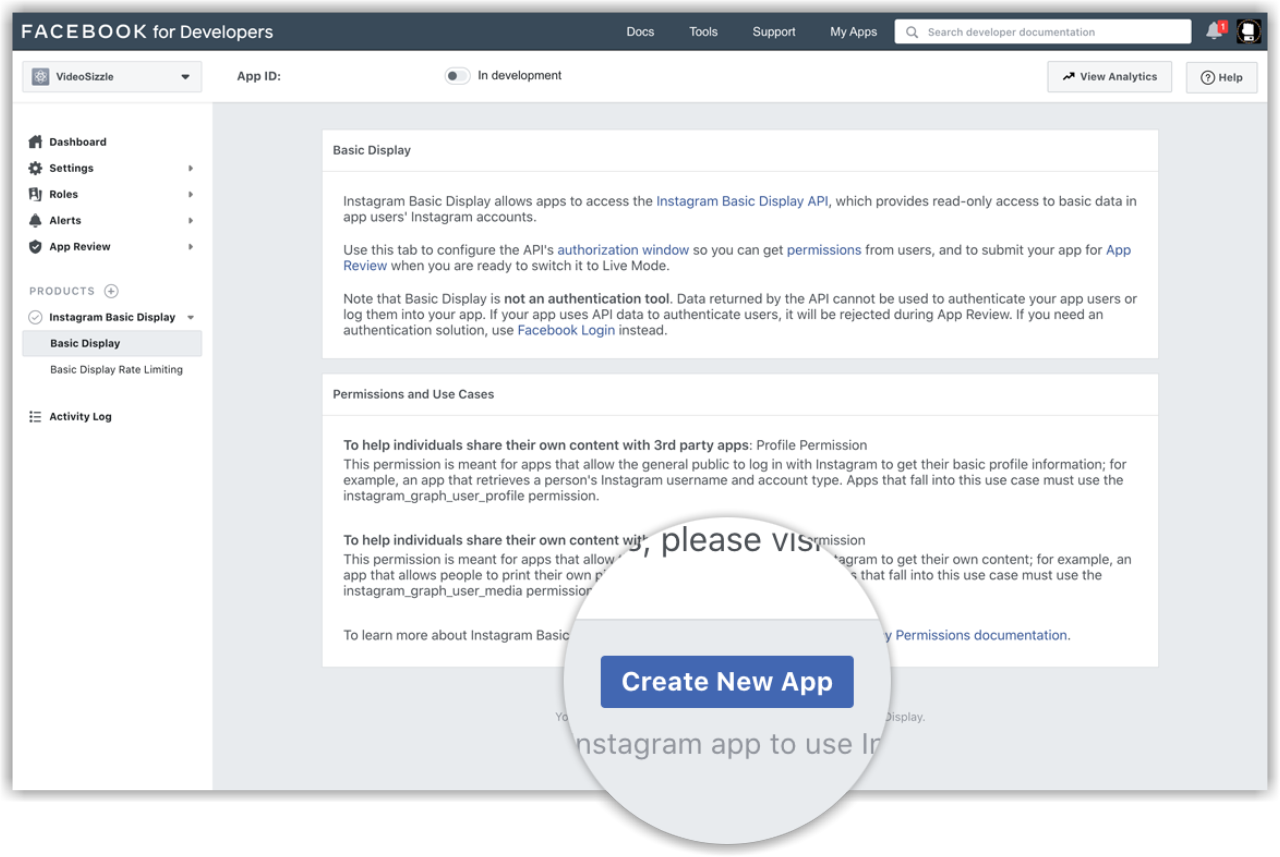 FACEBOOK for Developers
Docs
Tools
Support
My Apps
Search developer documentation
1
VideoSizzle
App ID:
In development
View Analytics
Help
Dashboard
Settings
Roles
Alerts
App Review
PRODUCTS
Instagram Basic Display
Basic Display
Basic Display Rate Limiting
Activity Log
Basic Display
Instagram Basic Display allows apps to access the Instagram Basic Display API, which provides read-only access to basic data in
app users' Instagram accounts.
Use this tab to configure the API's authorization window so you can get permissions from users, and to submit your app for App
Review when you are ready to switch it to Live Mode.
Note that Basic Display is not an authentication tool. Data returned by the API cannot be used to authenticate your app users or
log them into your app. If your app uses API data to authenticate users, it will be rejected during App Review. If you need an
authentication solution, use Facebook Login instead.
Permissions and Use Cases
To help individuals share their own content with 3rd party apps: Profile Permission
This permission is meant for apps that allow the general public to log in with Instagram to get their basic profile information; for
example, an app that retrieves a person's Instagram username and account type. Apps that fall into this use case must use the
instagram_graph_user_profile permission.
To help individuals share their own content with
This permission is meant for apps that allow to get their own content; for example, an
app that allows people to print their own that fall into this use case must use the
instagram_graph_user_media permission
To learn more about Instagram Basic Permissions documentation.
please
Create New App
app to use